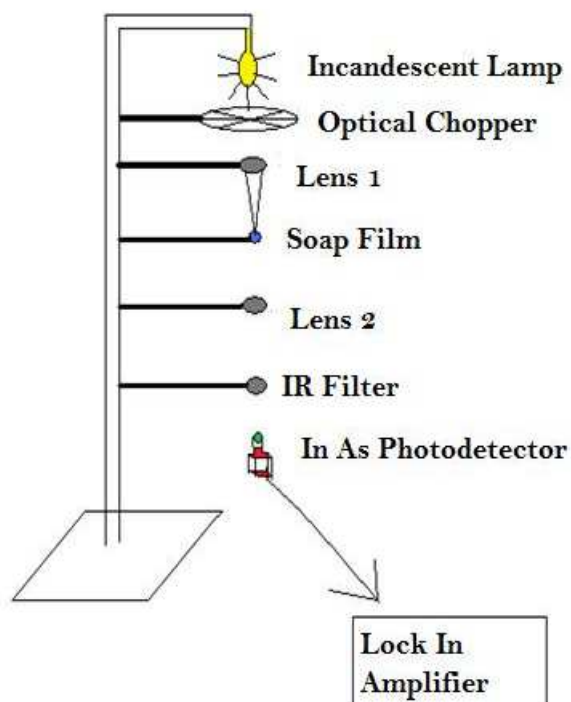 Incandescent Lamp
Optical Chopper
Lens 1
Soap Film
Lens 2
IR Filter
In As Photodetector
Lock In
Amplifier